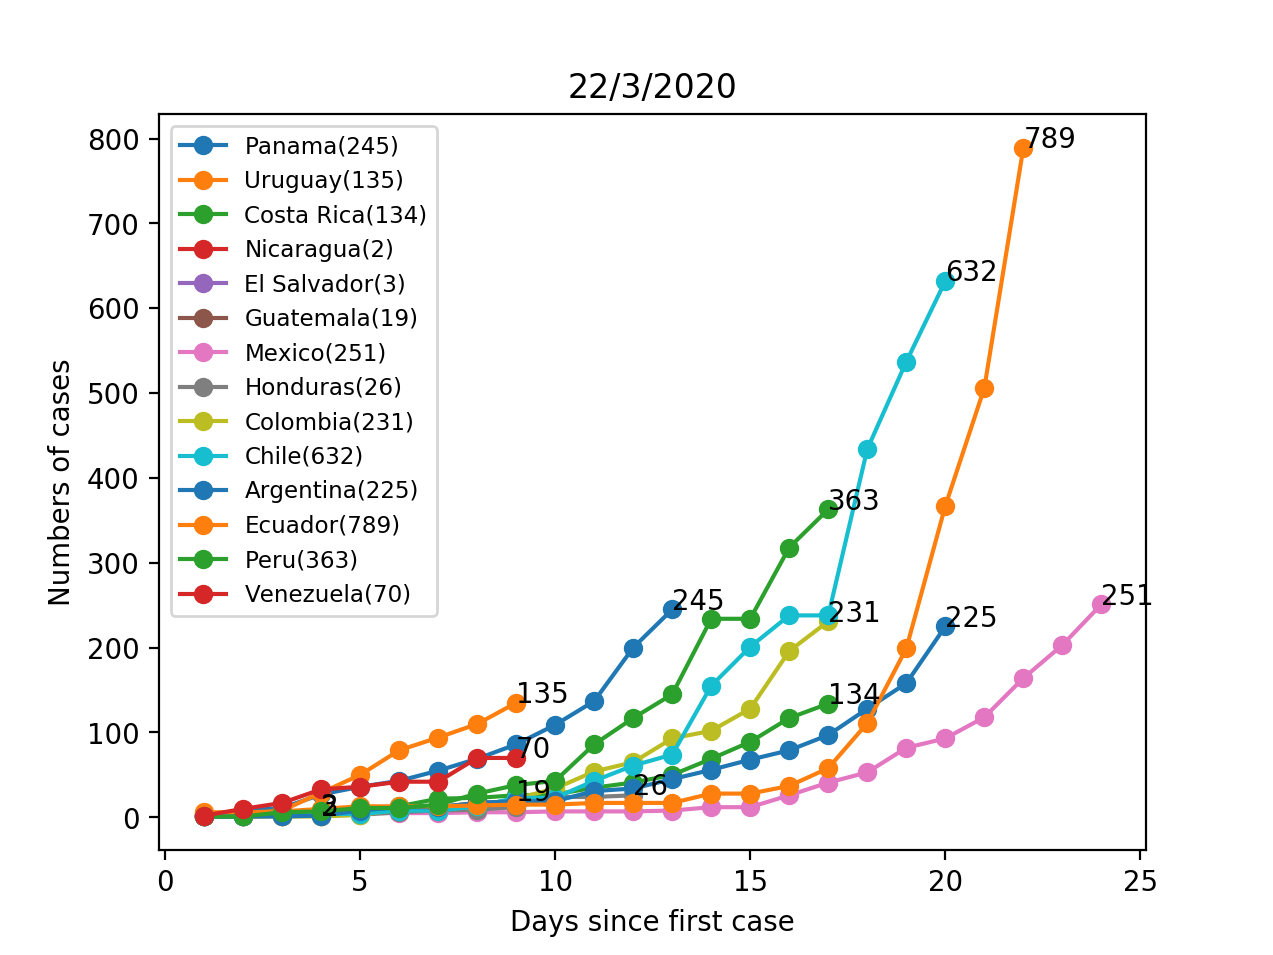 22/3/2020
Numbers of cases
800
700
600
500
400
300
200
100
0
Panama(245)
Uruguay(135)
Costa Rica(134)
Nicaragua(2)
El Salvador(3)
Guatemala(19)
Mexico(251)
Honduras(26)
Colombia(231)
Chile(632)
Argentina(225)
Ecuador(789)
Peru(363)
Venezuela(70)
789
632
363
245
251
231
225
135
134
70
19
26
3
2
0 5 10 15 20 25
Days since first case